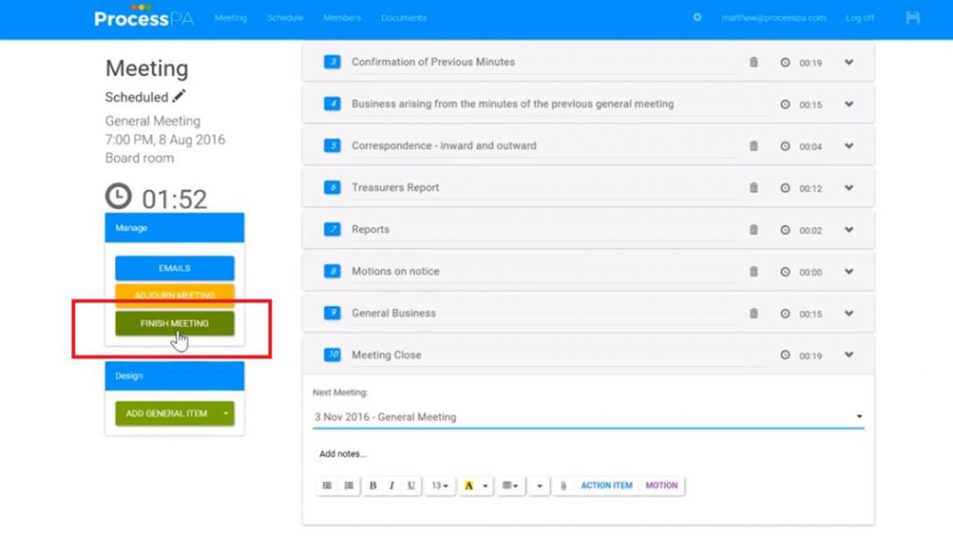 ProcessPA Meeting Schedule Members Documents matthew@processpa.com Log off
Meeting
Scheduled
General Meeting
7:00 PM, 8 Aug 2016
Board room
01:52
Manage
EMAILS
ADJOURN MEETING
FINISH MEETING
Design
ADD GENERAL ITEM
3 Confirmation of Previous Minutes 00:19
4 Business arising from the minutes of the previous general meeting 00:15
5 Correspondence - inward and outward 00:04
6 Treasurers Report 00:12
7 Reports 00:02
8 Motions on notice 00:00
9 General Business 00:15
10 Meeting Close 00:19
Next Meeting:
3 Nov 2016 - General Meeting
Add notes...
B I U 13 A ACTION ITEM MOTION